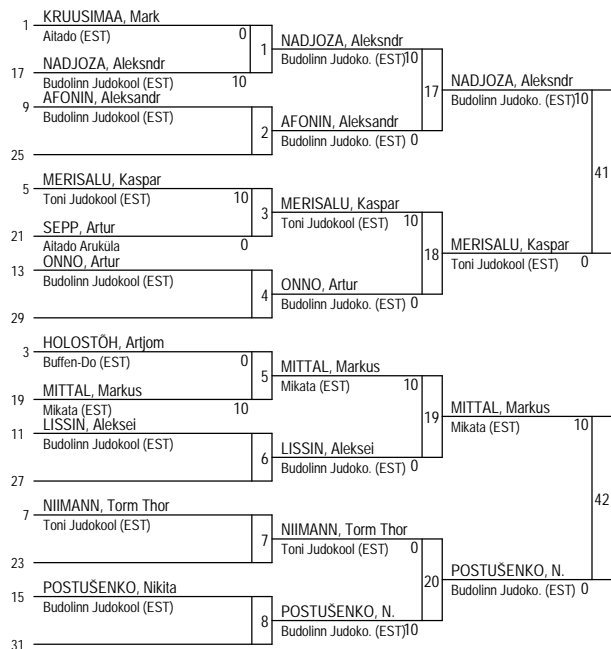 1 KRUUSIMAA, Mark
Aitado (EST) 0
1
17 NADJOZA, Aleksndr
Budolinn Judokool (EST) 10
9 AFONIN, Aleksandr
Budolinn Judokool (EST)
2
25
5 MERISALU, Kaspar
Toni Judokool (EST) 10
3
21 SEPP, Artur
Aitado Aruküla 0
13 ONNO, Artur
Budolinn Judokool (EST)
4
29
3 HOLOSTÕH, Artjom
Buffen-Do (EST) 0
5
19 MITTAL, Markus
Mikata (EST) 10
11 LISSIN, Aleksei
Budolinn Judokool (EST)
6
27
7 NIIMANN, Torm Thor
Toni Judokool (EST)
7
23
15 POSTUŠENKO, Nikita
Budolinn Judokool (EST)
8
31
NADJOZA, Aleksndr
Budolinn Judoko. (EST) 10
17
AFONIN, Aleksandr
Budolinn Judoko. (EST) 0
MERISALU, Kaspar
Toni Judokool (EST) 10
18
ONNO, Artur
Budolinn Judoko. (EST) 0
MITTAL, Markus
Mikata (EST) 10
19
LISSIN, Aleksei
Budolinn Judoko. (EST) 0
NIIMANN, Torm Thor
Toni Judokool (EST) 0
20
POSTUŠENKO, N.
Budolinn Judoko. (EST) 10
NADJOZA, Aleksndr
Budolinn Judoko. (EST) 10
41
MERISALU, Kaspar
Toni Judokool (EST) 0
MITTAL, Markus
Mikata (EST) 10
42
POSTUŠENKO, N.
Budolinn Judoko. (EST) 0